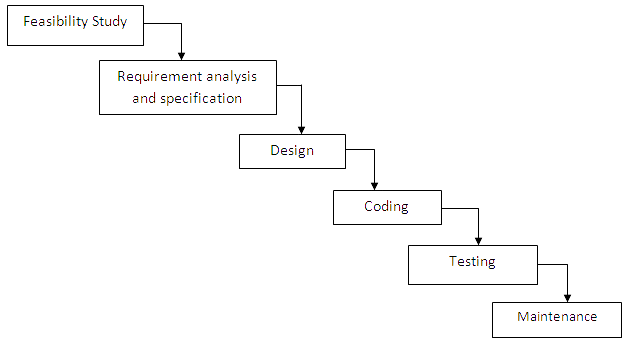 Feasibility Study
Requirement analysis
and specification
Design
Coding
Testing
Maintenance